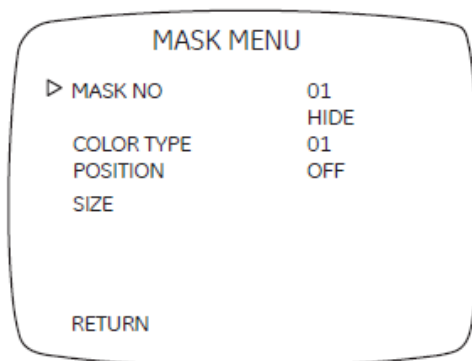 MASK MENU
MASK NO 01
HIDE
COLOR TYPE 01
POSITION OFF
SIZE
RETURN